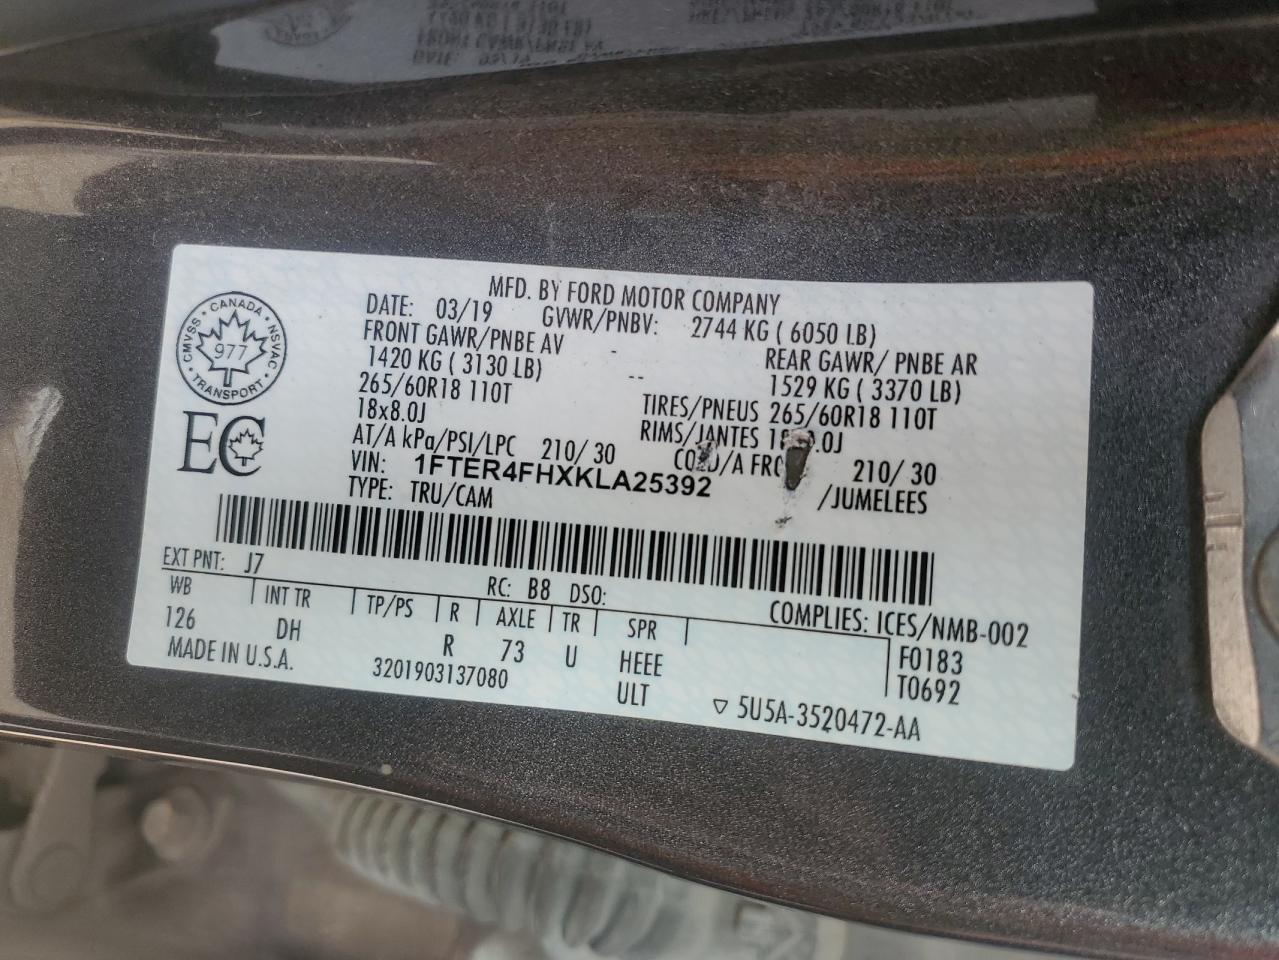 MFD. BY FORD MOTOR COMPANY
DATE: 03/19 GVWR/PNBV: 2744 KG ( 6050 LB)
FRONT GAWR/PNBE AV REAR GAWR/ PNBE AR
1420 KG ( 3130 LB) 1529 KG ( 3370 LB)
265/60R18 110T -- TIRES/PNEUS 265/60R18 110T
18x8.0J RIMS/JANTES .0J
AT/A kPa/PSI/LPC 210/ 30 /A 210/ 30
VIN: 1FTER4FHXKLA25392 /JUMELEES
TYPE: TRU/CAM
CMVSS · CANADA · NSVAC · TRANSPORT ·
977
EC
EXT PNT: J7 RC: B8 DSO:
WB INT TR TP/PS R AXLE TR SPR COMPLIES: ICES/NMB-002
126 DH R 73 U HEEE F0183
MADE IN U.S.A. 3201903137080 ULT T0692
▽ 5U5A-3520472-AA